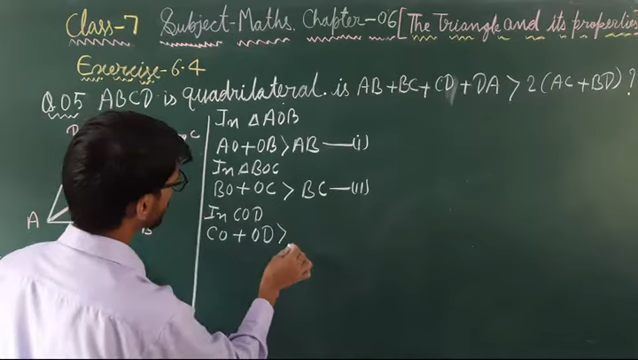 Class-7 Subject-Maths. Chapter-06 [The Triangle and its properties
Exercise-6.4
Q.05 ABCD is quadrilateral. is AB+BC+CD+DA > 2(AC+BD)?
In △AOB
AO+OB>AB—(i)
In △BOC
BO+OC > BC—(ii)
In COD
CO+OD>
D C
A B